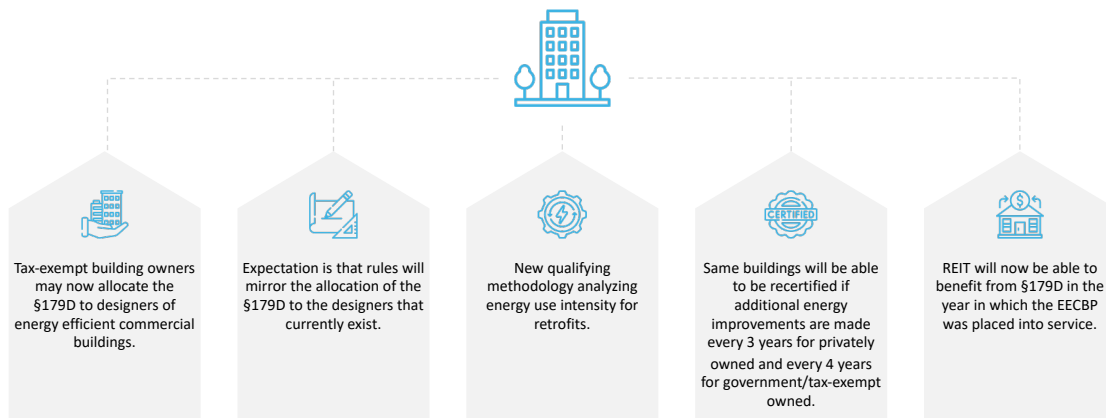 Tax-exempt building owners
may now allocate the
§179D to designers of
energy efficient commercial
buildings.
Expectation is that rules will
mirror the allocation of the
§179D to the designers that
currently exist.
New qualifying
methodology analyzing
energy use intensity for
retrofits.
CERTIFIED
Same buildings will be able
to be recertified if
additional energy
improvements are made
every 3 years for privately
owned and every 4 years
for government/tax-exempt
owned.
$
REIT will now be able to
benefit from §179D in the
year in which the EECBP
was placed into service.